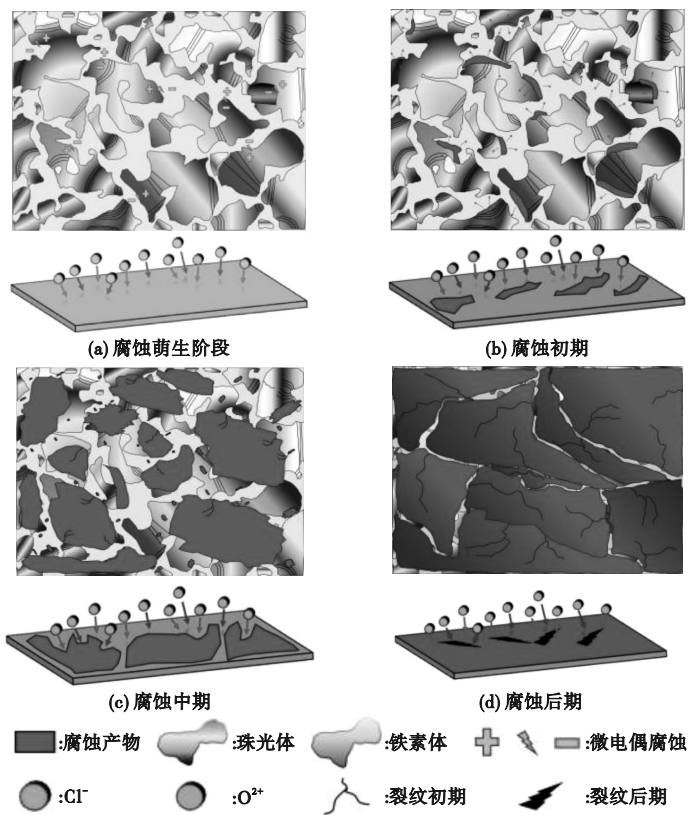 (a) 腐蚀萌生阶段
(b) 腐蚀初期
(c) 腐蚀中期
(d) 腐蚀后期
:腐蚀产物
:珠光体
:铁素体
:微电偶腐蚀
:Cl⁻
:O²⁺
:裂纹初期
:裂纹后期